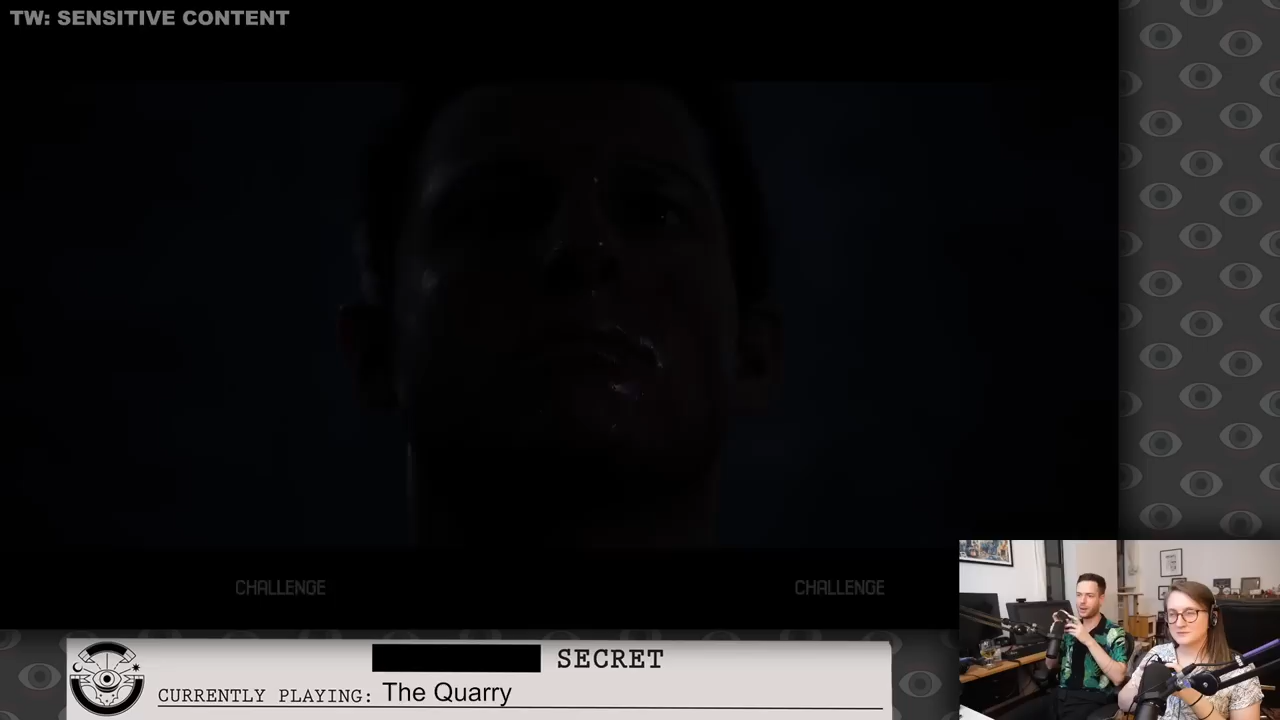 TW: SENSITIVE CONTENT
CHALLENGE CHALLENGE
SECRET
CURRENTLY PLAYING: The Quarry